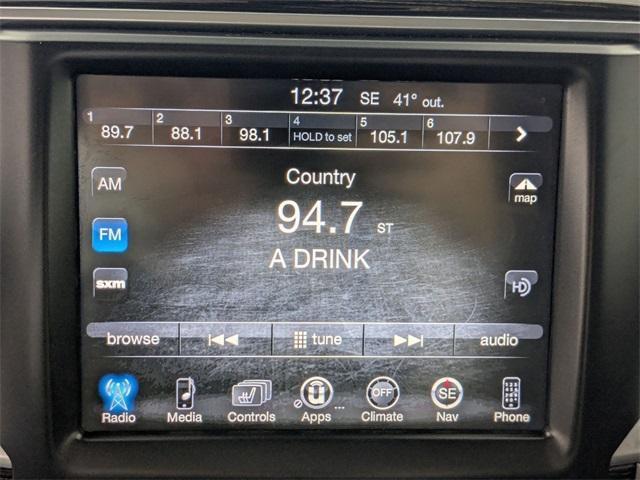 12:37 SE 41° out.
1 2 3 4 5 6
89.7 88.1 98.1 HOLD to set 105.1 107.9
Country
AM
map
94.7 ST
FM
A DRINK
sxm
HD
browse tune audio
OFF SE
Radio Media Controls Apps ... Climate Nav Phone